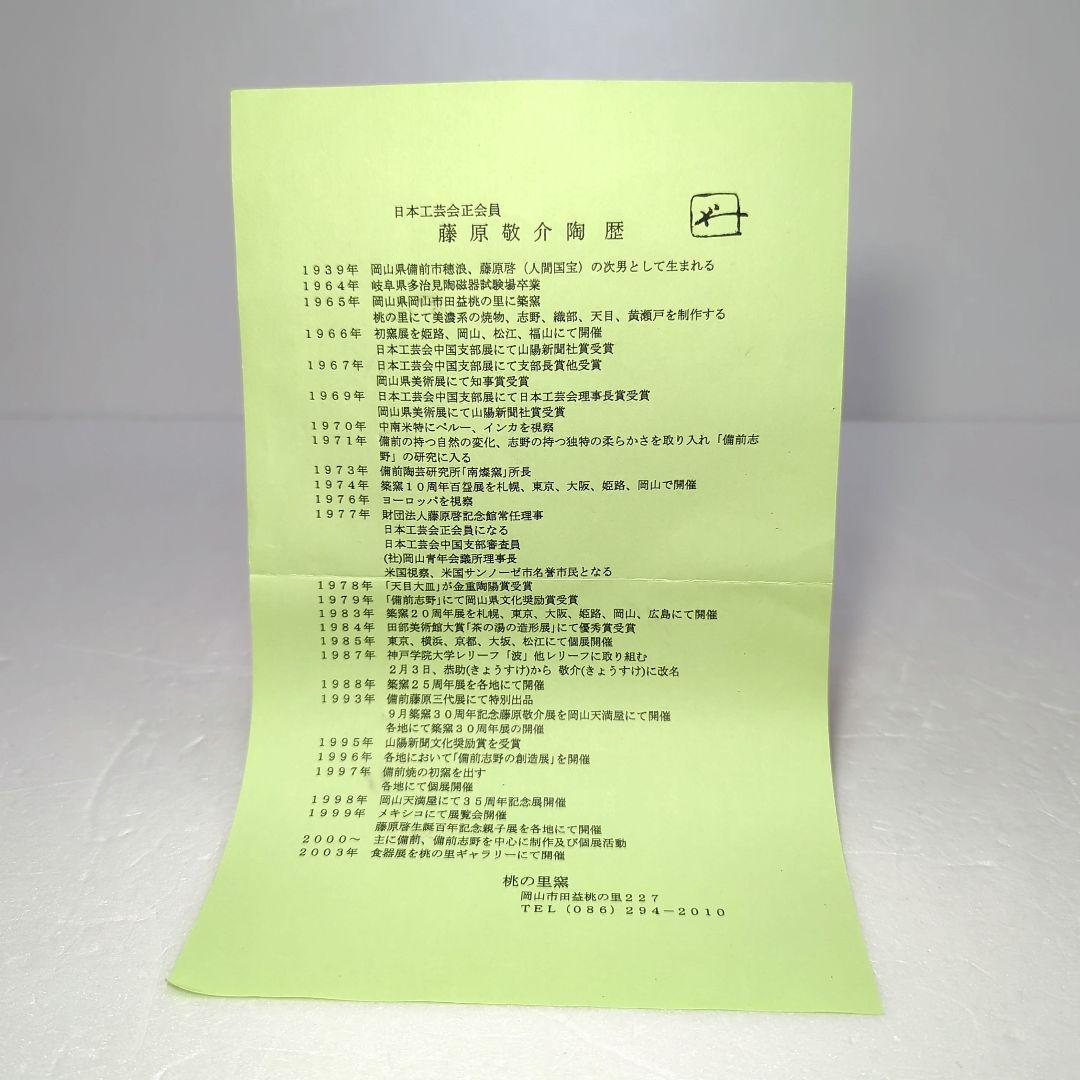 日本工芸会正会員
藤原敬介陶歴
1939年 岡山県備前市穂浪、藤原啓（人間国宝）の次男として生まれる
1964年 岐阜県多治見陶磁器試験場卒業
1965年 岡山県岡山市田益桃の里に築窯
桃の里にて美濃系の焼物、志野、織部、天目、黄瀬戸を制作する
1966年 初窯展を姫路、岡山、松江、福山にて開催
日本工芸会中国支部展にて山陽新聞社賞受賞
1967年 日本工芸会中国支部展にて支部長賞他受賞
岡山県美術展にて知事賞受賞
1969年 日本工芸会中国支部展にて日本工芸会理事長賞受賞
岡山県美術展にて山陽新聞社賞受賞
1970年 中南米特にペルー、インカを視察
1971年 備前の持つ自然の変化、志野の持つ独特の柔らかさを取り入れ「備前志
野」の研究に入る
1973年 備前陶芸研究所「南燦窯」所長
1974年 築窯10周年百盌展を札幌、東京、大阪、姫路、岡山で開催
1976年 ヨーロッパを視察
1977年 財団法人藤原啓記念館常任理事
日本工芸会正会員になる
日本工芸会中国支部審査員
(社)岡山青年会議所理事長
米国視察、米国サンノーゼ市名誉市民となる
1978年 「天目大皿」が金重陶陽賞受賞
1979年 「備前志野」にて岡山県文化奨励賞受賞
1983年 築窯20周年展を札幌、東京、大阪、姫路、岡山、広島にて開催
1984年 田部美術館大賞「茶の湯の造形展」にて優秀賞受賞
1985年 東京、横浜、京都、大坂、松江にて個展開催
1987年 神戸学院大学レリーフ「波」他レリーフに取り組む
2月3日、恭助(きょうすけ)から 敬介(きょうすけ)に改名
1988年 築窯25周年展を各地にて開催
1993年 備前藤原三代展にて特別出品
9月築窯30周年記念藤原敬介展を岡山天満屋にて開催
各地にて築窯30周年展の開催
1995年 山陽新聞文化奨励賞を受賞
1996年 各地において「備前志野の創造展」を開催
1997年 備前焼の初窯を出す
各地にて個展開催
1998年 岡山天満屋にて35周年記念展開催
1999年 メキシコにて展覧会開催
藤原啓生誕百年記念親子展を各地にて開催
2000～ 主に備前、備前志野を中心に制作及び個展活動
2003年 食器展を桃の里ギャラリーにて開催
桃の里窯
岡山市田益桃の里227
TEL（086）294－2010